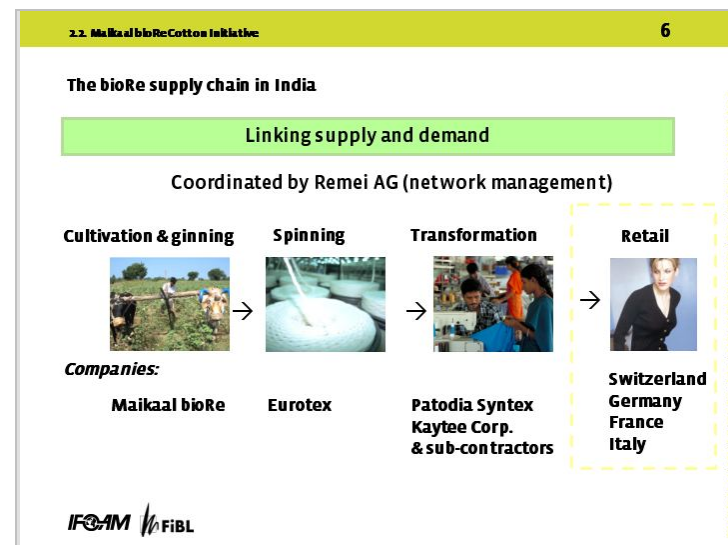 2.2. Maikaal bioRe Cotton Initiative
6
The bioRe supply chain in India
Linking supply and demand
Coordinated by Remei AG (network management)
Cultivation & ginning
Spinning
Transformation
Retail
→
→
→
Companies:
Maikaal bioRe
Eurotex
Patodia Syntex
Kaytee Corp.
& sub-contractors
Switzerland
Germany
France
Italy
IFOAM
FiBL